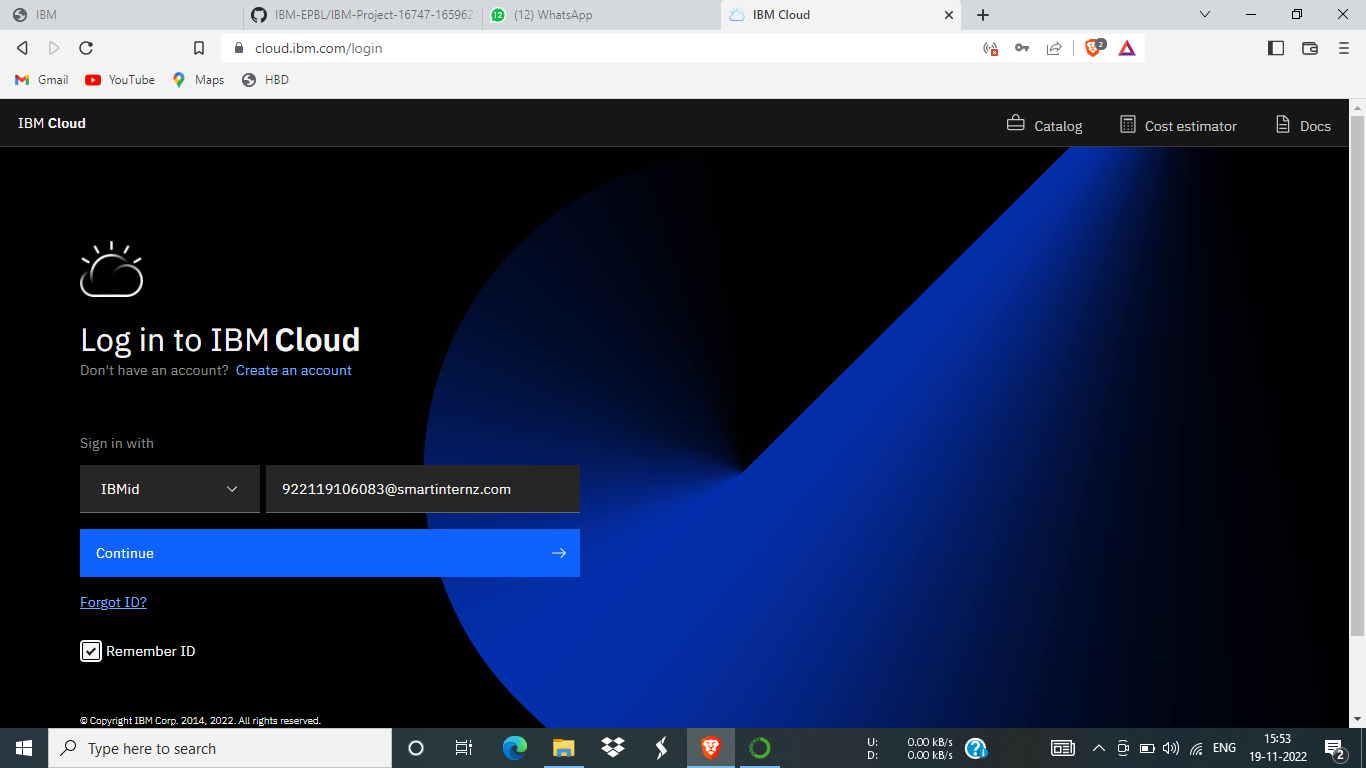 IBM
IBM-EPBL/IBM-Project-16747-165962
(12) WhatsApp
IBM Cloud
cloud.ibm.com/login
2
Gmail
YouTube
Maps
HBD
IBM Cloud
Catalog
Cost estimator
Docs
Log in to IBM Cloud
Don't have an account? Create an account
Sign in with
IBMid
922119106083@smartinternz.com
Continue
Forgot ID?
Remember ID
© Copyright IBM Corp. 2014, 2022. All rights reserved.
Type here to search
U: 0.00 kB/s
D: 0.00 kB/s
ENG
15:53
19-11-2022
2